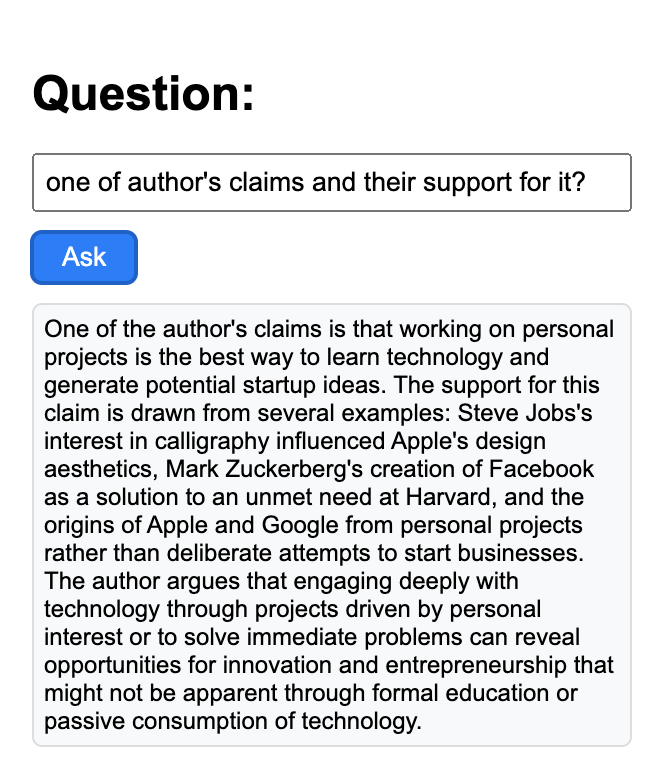 Question:
one of author's claims and their support for it?
Ask
One of the author's claims is that working on personal
projects is the best way to learn technology and
generate potential startup ideas. The support for this
claim is drawn from several examples: Steve Jobs's
interest in calligraphy influenced Apple's design
aesthetics, Mark Zuckerberg's creation of Facebook
as a solution to an unmet need at Harvard, and the
origins of Apple and Google from personal projects
rather than deliberate attempts to start businesses.
The author argues that engaging deeply with
technology through projects driven by personal
interest or to solve immediate problems can reveal
opportunities for innovation and entrepreneurship that
might not be apparent through formal education or
passive consumption of technology.